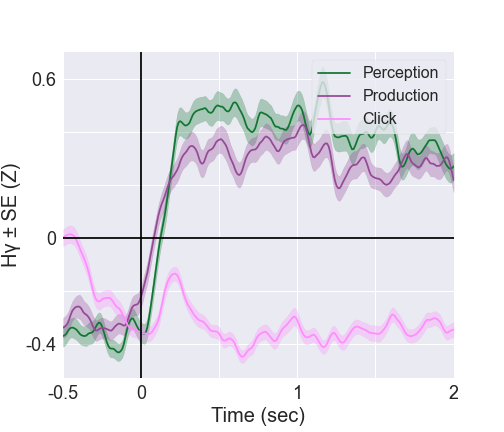 Perception
Production
Click
0.6
0
-0.4
Hγ ± SE (Z)
-0.5
0
1
2
Time (sec)